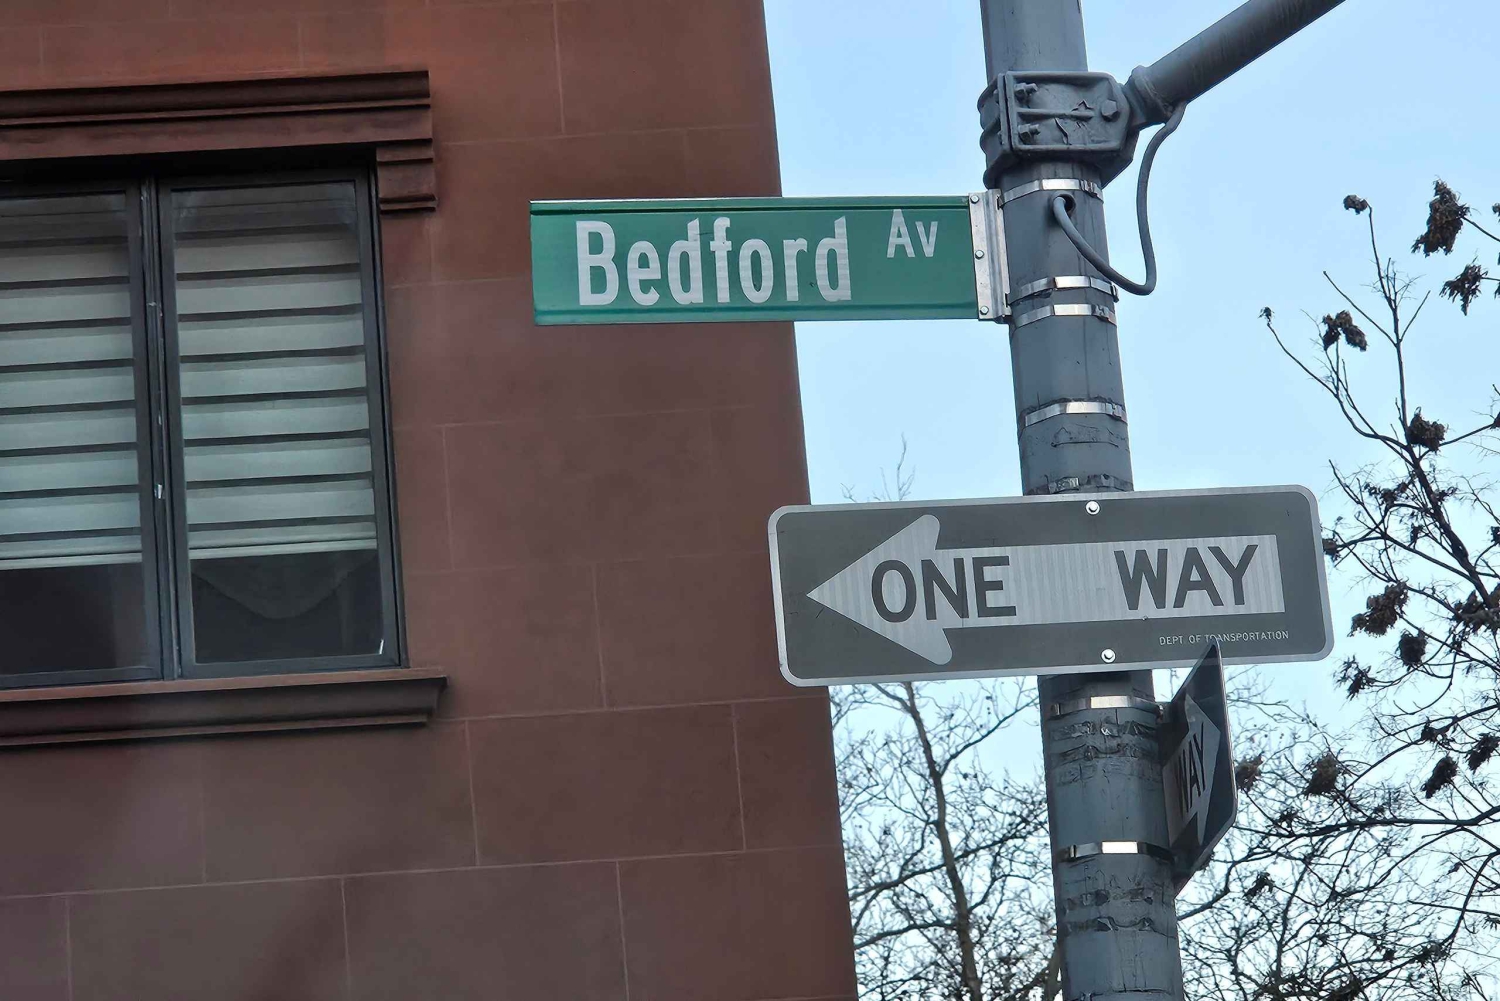 Bedford Av
ONE WAY
DEPT. OF TRANSPORTATION
WAY